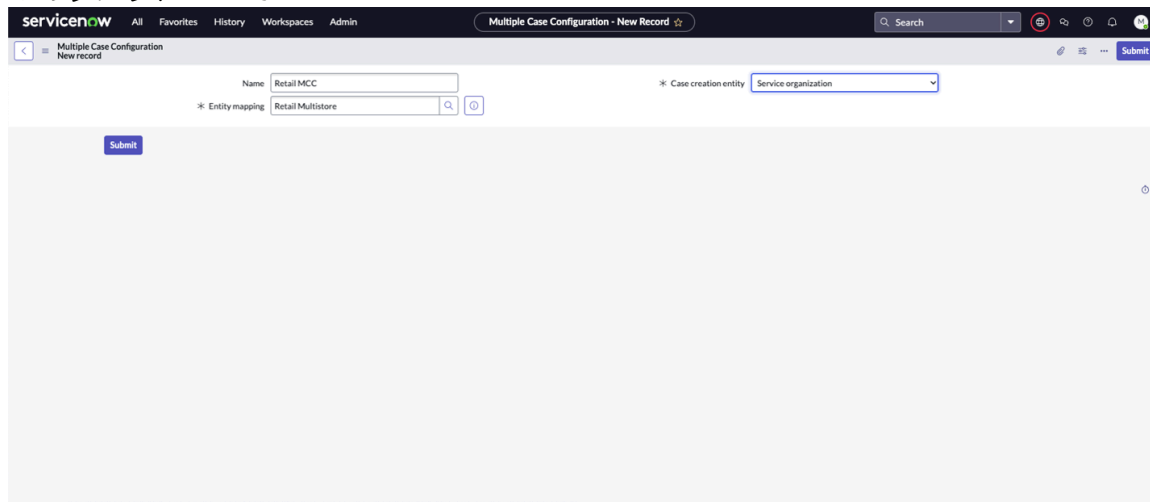 servicenow All Favorites History Workspaces Admin Multiple Case Configuration - New Record Search M
Multiple Case Configuration
New record
Submit
Name Retail MCC
* Case creation entity Service organization
* Entity mapping Retail Multistore
Submit